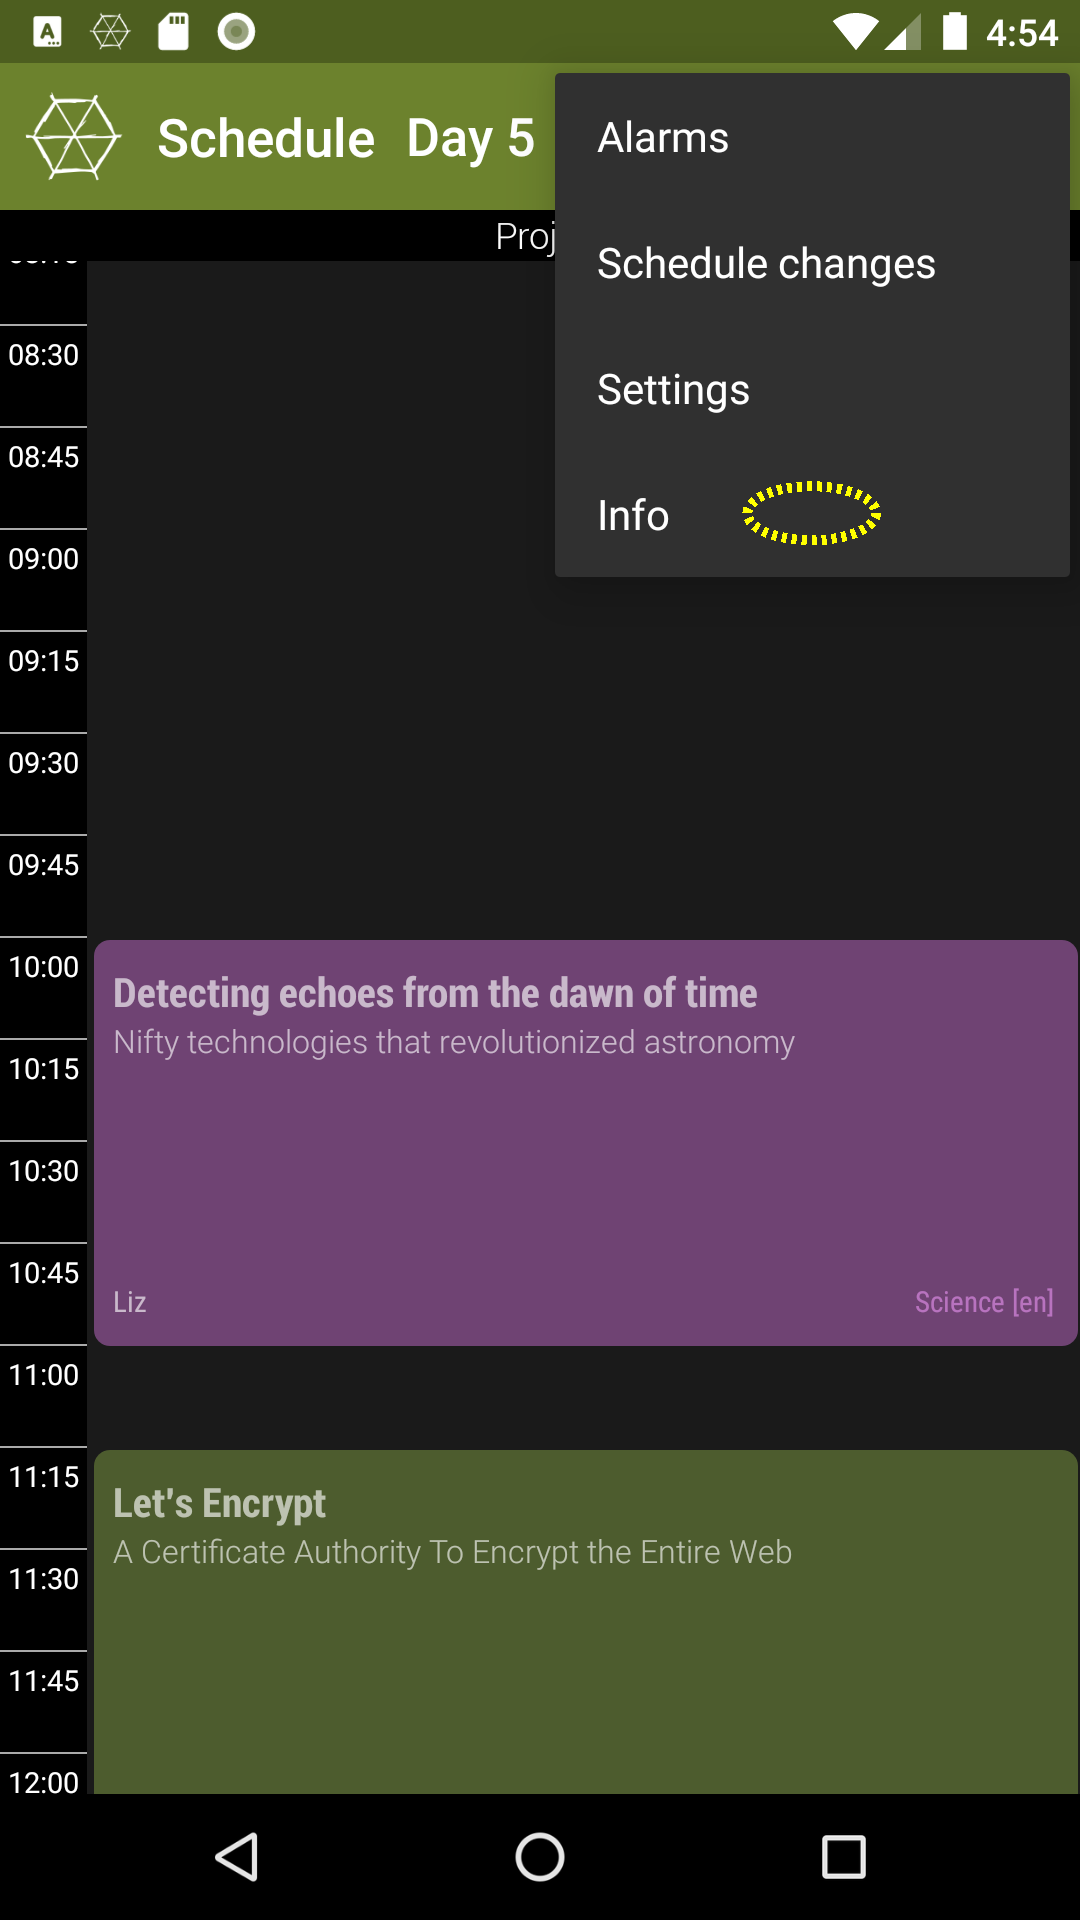 4:54
Schedule Day 5
Alarms
Schedule changes
Settings
Info
08:30
08:45
09:00
09:15
09:30
09:45
10:00
Detecting echoes from the dawn of time
Nifty technologies that revolutionized astronomy
10:15
10:30
10:45
Liz
Science [en]
11:00
11:15
Let's Encrypt
A Certificate Authority To Encrypt the Entire Web
11:30
11:45
12:00